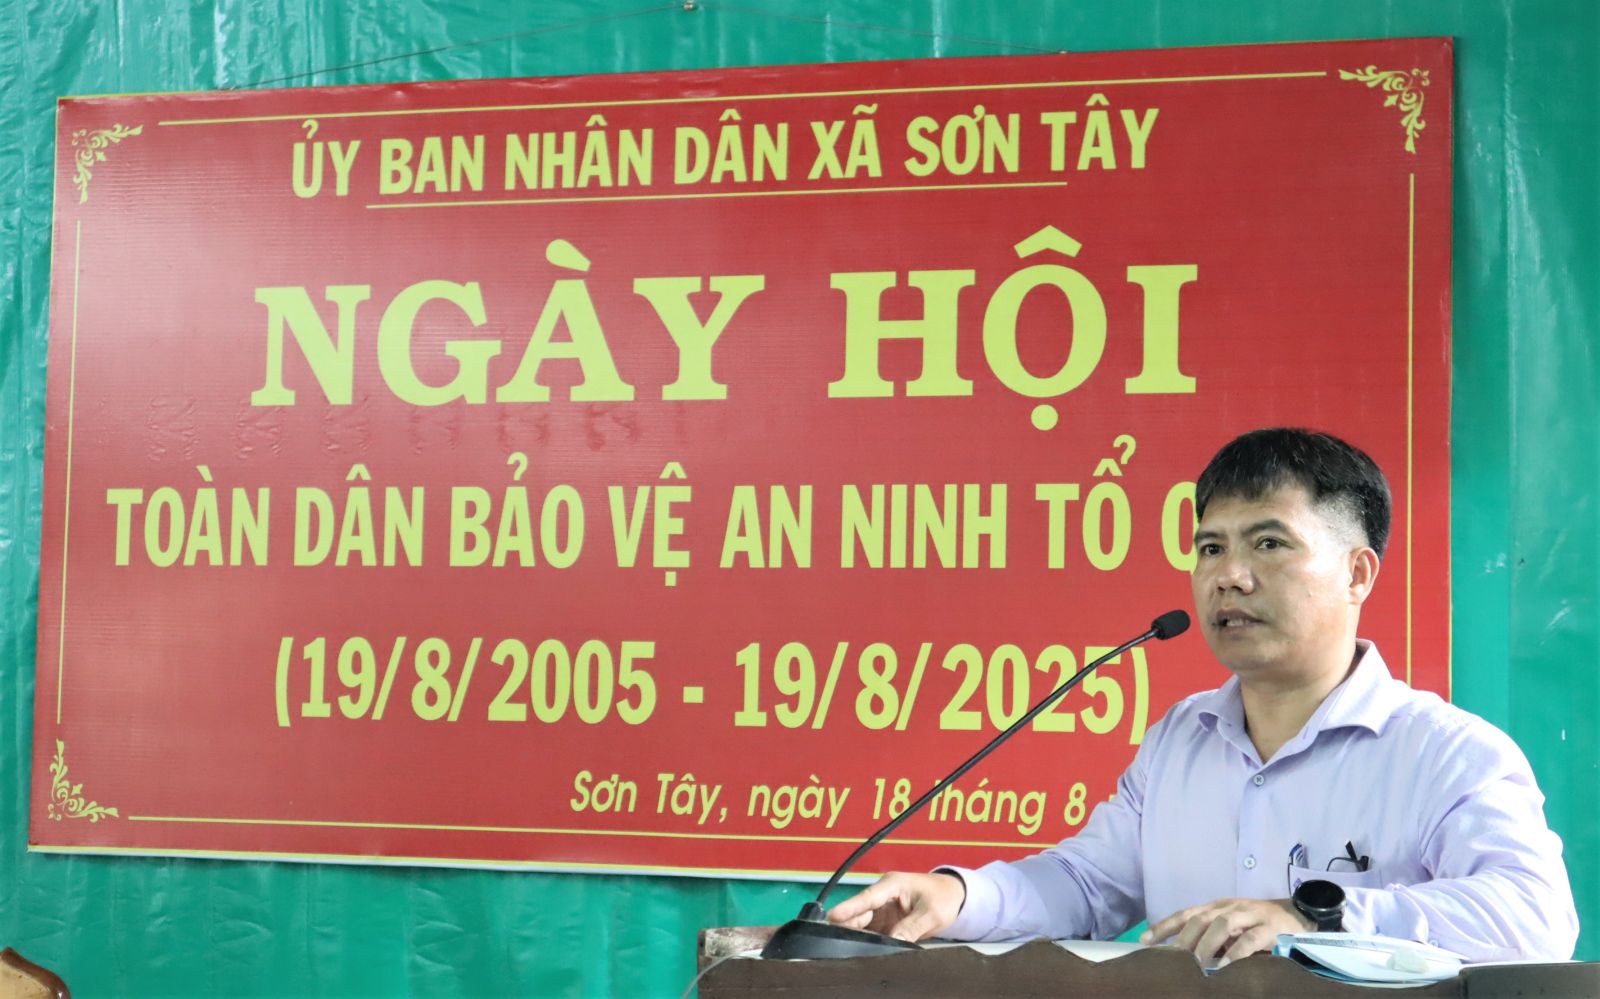 ỦY BAN NHÂN DÂN XÃ SƠN TÂY
NGÀY HỘI
TOÀN DÂN BẢO VỆ AN NINH TỔ
(19/8/2005 - 19/8/2025)
Sơn Tây, ngày 18 tháng 8